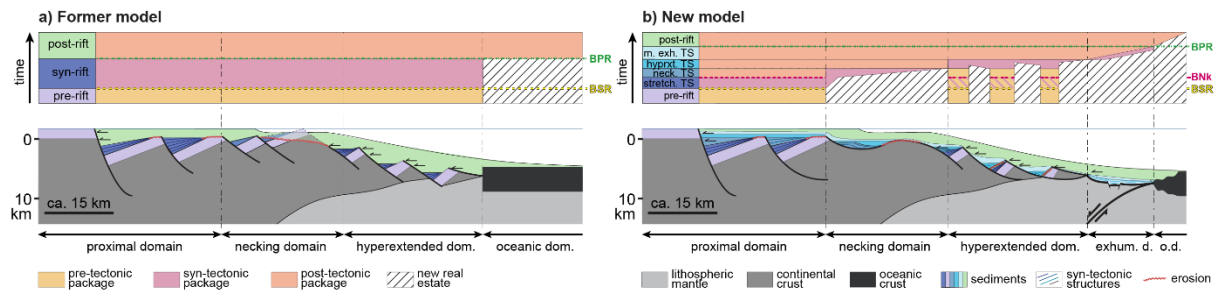 a) Former model
time
post-rift
syn-rift
pre-rift
BPR
BSR
0
10
km
ca. 15 km
proximal domain
necking domain
hyperextended dom.
oceanic dom.
pre-tectonic
package
syn-tectonic
package
post-tectonic
package
new real
estate
b) New model
time
post-rift
m. exh. TS
hyprxt. TS
neck. TS
stretch. TS
pre-rift
BPR
BNk
BSR
0
10
km
ca. 15 km
proximal domain
necking domain
hyperextended dom.
exhum. d.
o.d.
lithospheric
mantle
continental
crust
oceanic
crust
sediments
syn-tectonic
structures
erosion